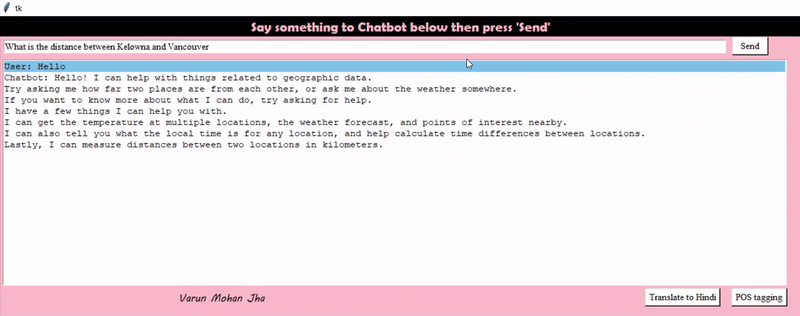 tk
Say something to Chatbot below then press 'Send'
What is the distance between Kelowna and Vancouver
Send
User: Hello
Chatbot: Hello! I can help with things related to geographic data.
Try asking me how far two places are from each other, or ask me about the weather somewhere.
If you want to know more about what I can do, try asking for help.
I have a few things I can help you with.
I can get the temperature at multiple locations, the weather forecast, and points of interest nearby.
I can also tell you what the local time is for any location, and help calculate time differences between locations.
Lastly, I can measure distances between two locations in kilometers.
Varun Mohan Jha
Translate to Hindi
POS tagging